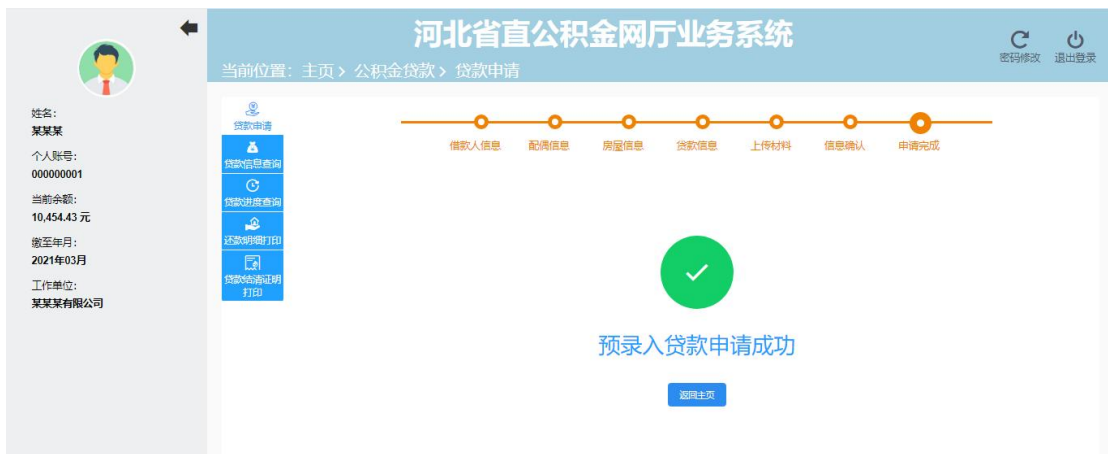 河北省直公积金网厅业务系统
密码修改
退出登录
当前位置：主页 > 公积金贷款 > 贷款申请
姓名：
某某某
个人账号：
000000001
当前余额：
10,454.43 元
缴至年月：
2021年03月
工作单位：
某某某有限公司
贷款申请
贷款信息查询
贷款进度查询
还款明细打印
贷款结清证明
打印
借款人信息
配偶信息
房屋信息
贷款信息
上传材料
信息确认
申请完成
预录入贷款申请成功
返回主页